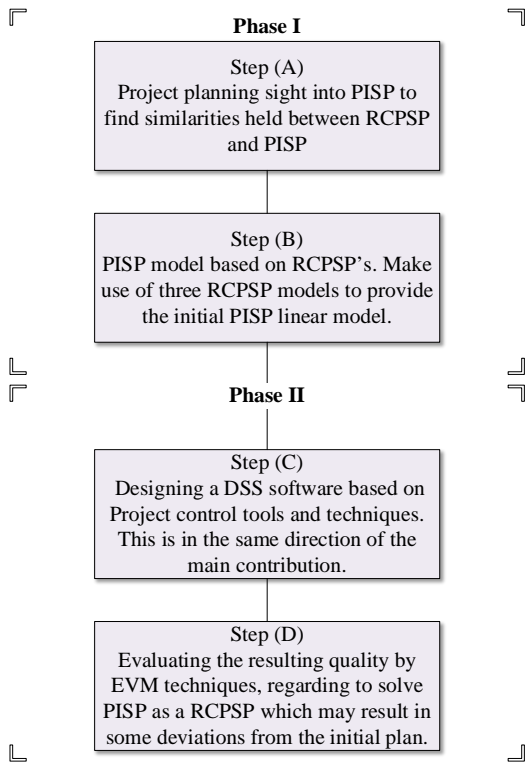 Phase I
Step (A)
Project planning sight into PISP to
find similarities held between RCPSP
and PISP
Step (B)
PISP model based on RCPSP's. Make
use of three RCPSP models to provide
the initial PISP linear model.
Phase II
Step (C)
Designing a DSS software based on
Project control tools and techniques.
This is in the same direction of the
main contribution.
Step (D)
Evaluating the resulting quality by
EVM techniques, regarding to solve
PISP as a RCPSP which may result in
some deviations from the initial plan.